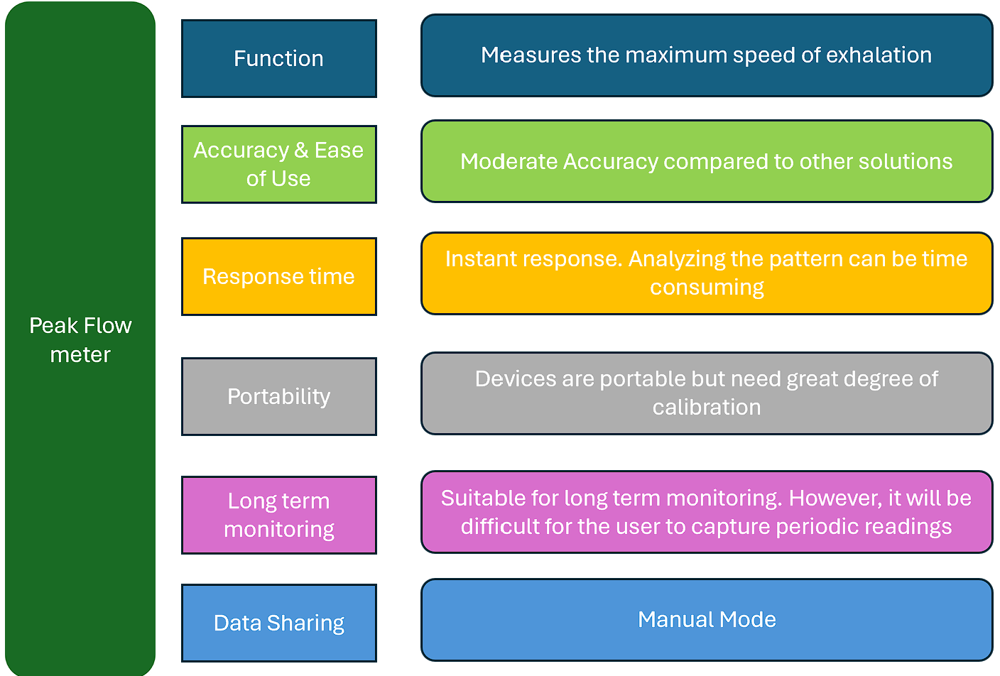 Peak Flow
meter
Function
Measures the maximum speed of exhalation
Accuracy & Ease
of Use
Moderate Accuracy compared to other solutions
Response time
Instant response. Analyzing the pattern can be time
consuming
Portability
Devices are portable but need great degree of
calibration
Long term
monitoring
Suitable for long term monitoring. However, it will be
difficult for the user to capture periodic readings
Data Sharing
Manual Mode